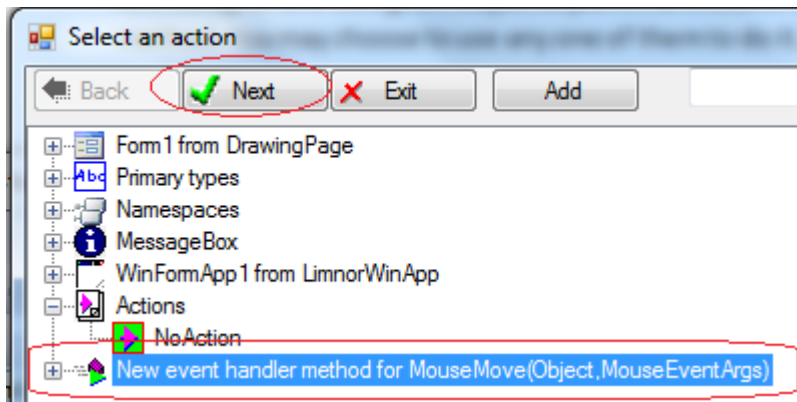 Select an action
Back Next Exit Add
Form1 from DrawingPage
Abc Primary types
Namespaces
MessageBox
WinFormApp1 from LimnorWinApp
Actions
NoAction
New event handler method for MouseMove(Object,MouseEventArgs)